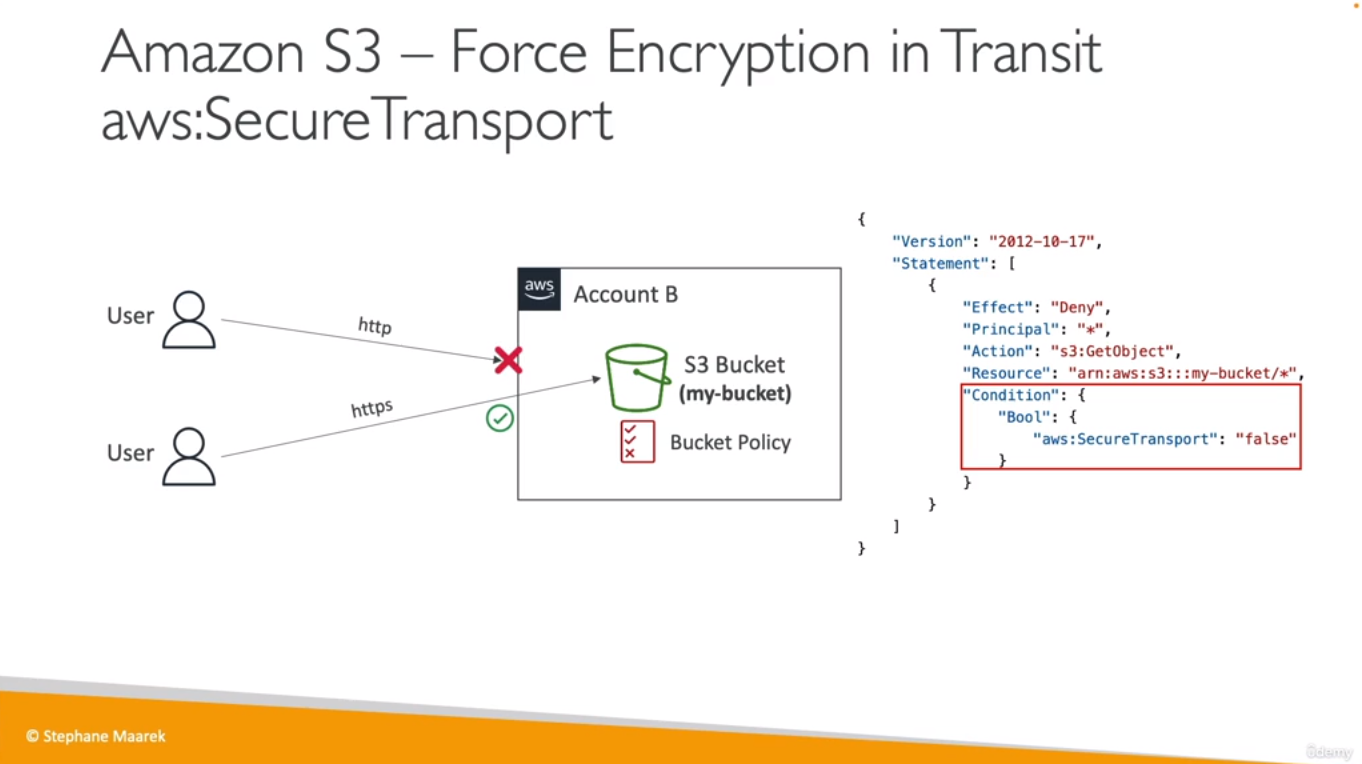 Amazon S3 – Force Encryption in Transit
aws:SecureTransport
User
http
aws
Account B
S3 Bucket
(my-bucket)
https
User
Bucket Policy
{
"Version": "2012-10-17",
"Statement": [
{
"Effect": "Deny",
"Principal": "*",
"Action": "s3:GetObject",
"Resource": "arn:aws:s3:::my-bucket/*",
"Condition": {
"Bool": {
"aws:SecureTransport": "false"
}
}
}
]
}
© Stephane Maarek
ûdemy